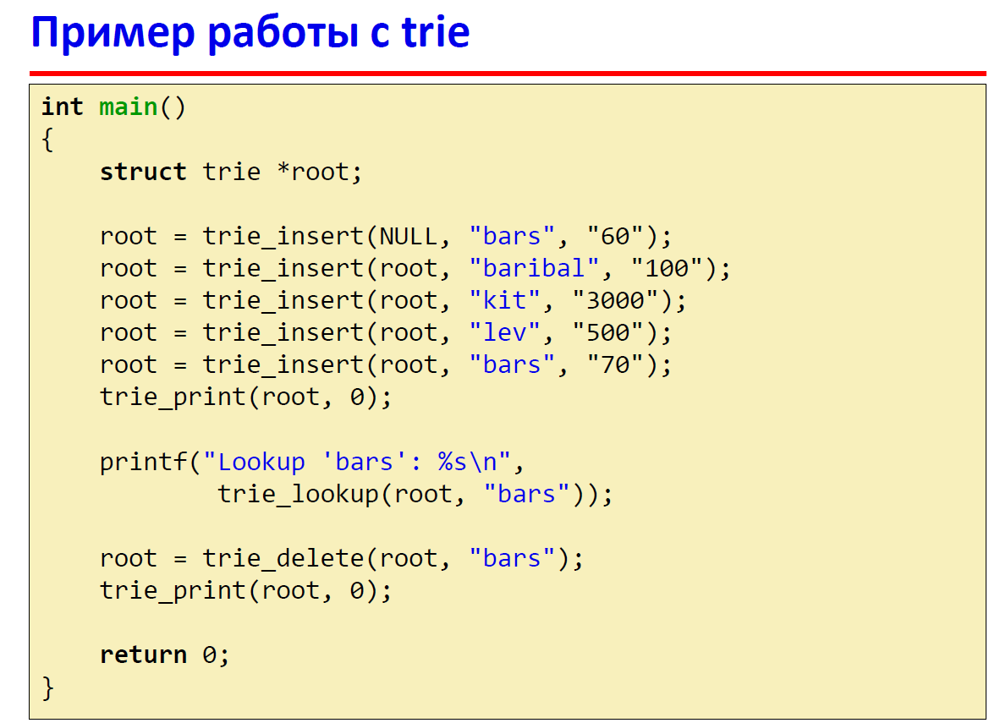 Пример работы с trie
int main()
{
    struct trie *root;

    root = trie_insert(NULL, "bars", "60");
    root = trie_insert(root, "baribal", "100");
    root = trie_insert(root, "kit", "3000");
    root = trie_insert(root, "lev", "500");
    root = trie_insert(root, "bars", "70");
    trie_print(root, 0);

    printf("Lookup 'bars': %s\n",
            trie_lookup(root, "bars"));

    root = trie_delete(root, "bars");
    trie_print(root, 0);

    return 0;
}